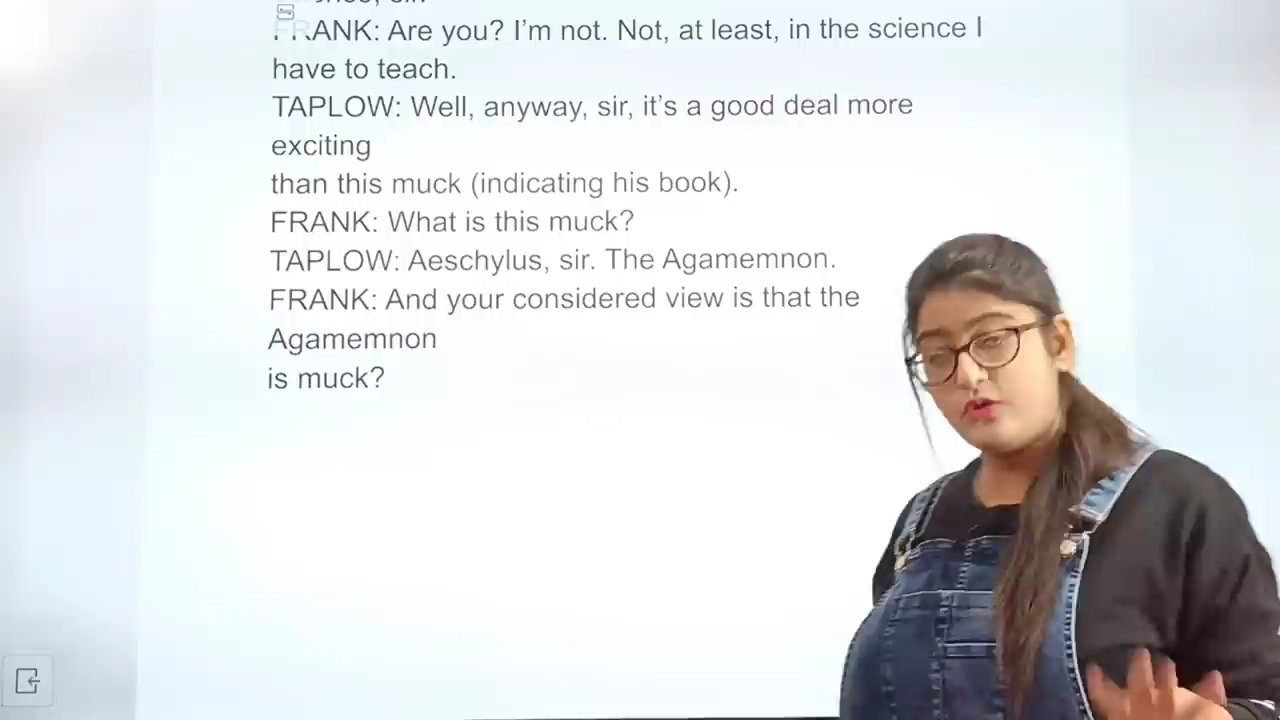 FRANK: Are you? I'm not. Not, at least, in the science I
have to teach.
TAPLOW: Well, anyway, sir, it's a good deal more
exciting
than this muck (indicating his book).
FRANK: What is this muck?
TAPLOW: Aeschylus, sir. The Agamemnon.
FRANK: And your considered view is that the
Agamemnon
is muck?